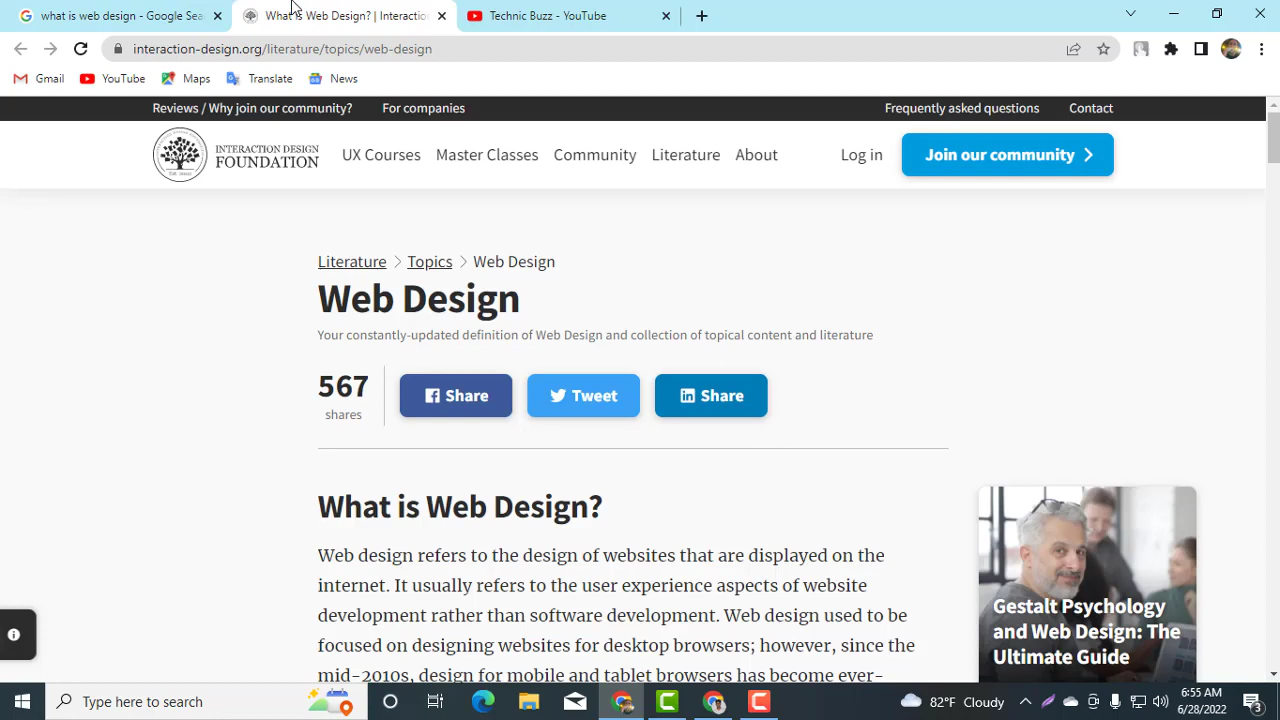 what is web design - Google Sea
What is Web Design? | Interaction
Technic Buzz - YouTube
interaction-design.org/literature/topics/web-design
Gmail
YouTube
Maps
Translate
News
Reviews / Why join our community?
For companies
Frequently asked questions
Contact
INTERACTION DESIGN
FOUNDATION
UX Courses
Master Classes
Community
Literature
About
Log in
Join our community
Literature > Topics > Web Design
Web Design
Your constantly-updated definition of Web Design and collection of topical content and literature
567
shares
Share
Tweet
Share
What is Web Design?
Web design refers to the design of websites that are displayed on the
internet. It usually refers to the user experience aspects of website
development rather than software development. Web design used to be
focused on designing websites for desktop browsers; however, since the
mid-2010s, design for mobile and tablet browsers has become ever-
Gestalt Psychology
and Web Design: The
Ultimate Guide
Type here to search
82°F Cloudy
6:55 AM
6/28/2022
3